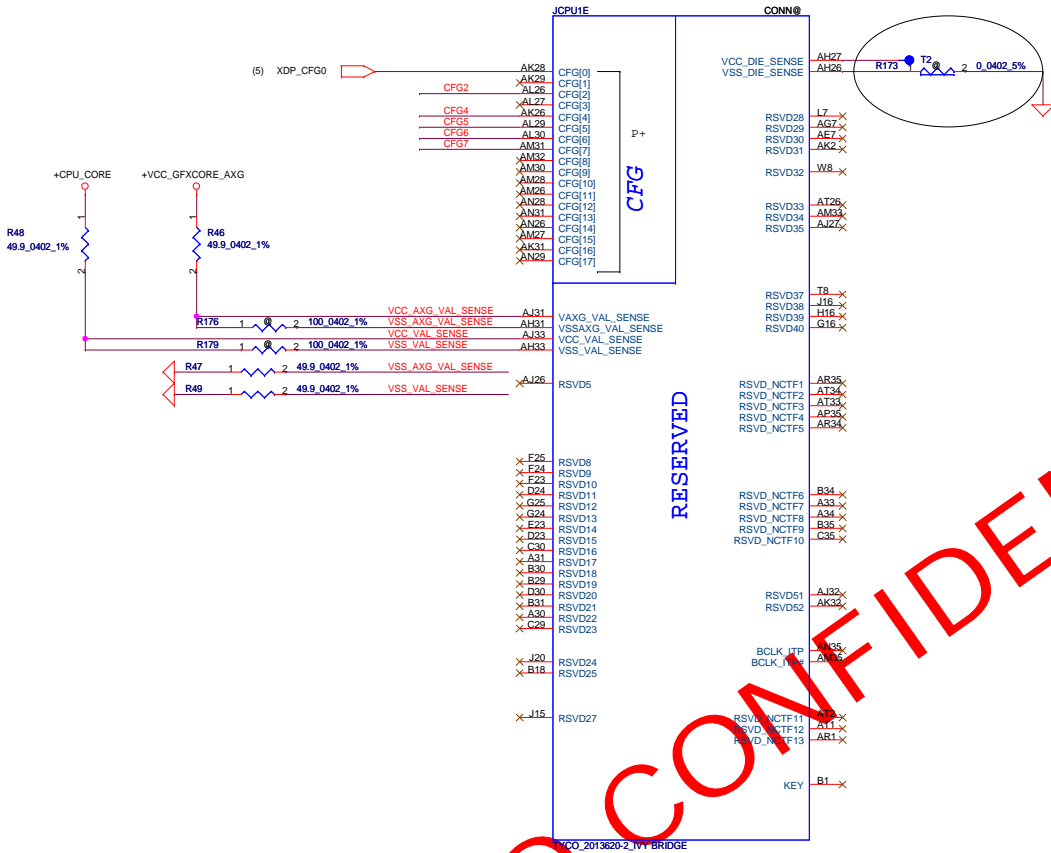 JCPU1E CONN@
(5) XDP_CFG0
AK28 CFG[0]
AK29 CFG[1]
CFG2 AL26 CFG[2]
AL27 CFG[3]
CFG4 AK26 CFG[4]
CFG5 AL29 CFG[5]
CFG6 AL30 CFG[6]
CFG7 AM31 CFG[7]
AM32 CFG[8]
AM30 CFG[9]
AM28 CFG[10]
AM26 CFG[11]
AN28 CFG[12]
AN31 CFG[13]
AN26 CFG[14]
AM27 CFG[15]
AK31 CFG[16]
AN29 CFG[17]
P+
CFG
VCC_DIE_SENSE AH27
VSS_DIE_SENSE AH26
T2
R173 1 @ 2 0_0402_5%
RSVD28 L7
RSVD29 AG7
RSVD30 AE7
RSVD31 AK2
RSVD32 W8
RSVD33 AT26
RSVD34 AM33
RSVD35 AJ27
RSVD37 T8
RSVD38 J16
RSVD39 H16
RSVD40 G16
+CPU_CORE
+VCC_GFXCORE_AXG
1
R48
49.9_0402_1%
2
1
R46
49.9_0402_1%
2
VCC_AXG_VAL_SENSE AJ31 VAXG_VAL_SENSE
R176 1 @ 2 100_0402_1% VSS_AXG_VAL_SENSE AH31 VSSAXG_VAL_SENSE
VCC_VAL_SENSE AJ33 VCC_VAL_SENSE
R179 1 @ 2 100_0402_1% VSS_VAL_SENSE AH33 VSS_VAL_SENSE
R47 1 2 49.9_0402_1% VSS_AXG_VAL_SENSE
R49 1 2 49.9_0402_1% VSS_VAL_SENSE
AJ26 RSVD5
RSVD_NCTF1 AR35
RSVD_NCTF2 AT34
RSVD_NCTF3 AT33
RSVD_NCTF4 AP35
RSVD_NCTF5 AR34
RESERVED
F25 RSVD8
F24 RSVD9
F23 RSVD10
D24 RSVD11
G25 RSVD12
G24 RSVD13
E23 RSVD14
D23 RSVD15
C30 RSVD16
A31 RSVD17
B30 RSVD18
B29 RSVD19
D30 RSVD20
B31 RSVD21
A30 RSVD22
C29 RSVD23
J20 RSVD24
B18 RSVD25
J15 RSVD27
RSVD_NCTF6 B34
RSVD_NCTF7 A33
RSVD_NCTF8 A34
RSVD_NCTF9 B35
RSVD_NCTF10 C35
RSVD51 AJ32
RSVD52 AK32
BCLK_ITP AN35
BCLK_ITP# AM35
RSVD_NCTF11 AT2
RSVD_NCTF12 AT1
RSVD_NCTF13 AR1
KEY B1
TYCO_2013620-2_IVY BRIDGE
O CONFIDE